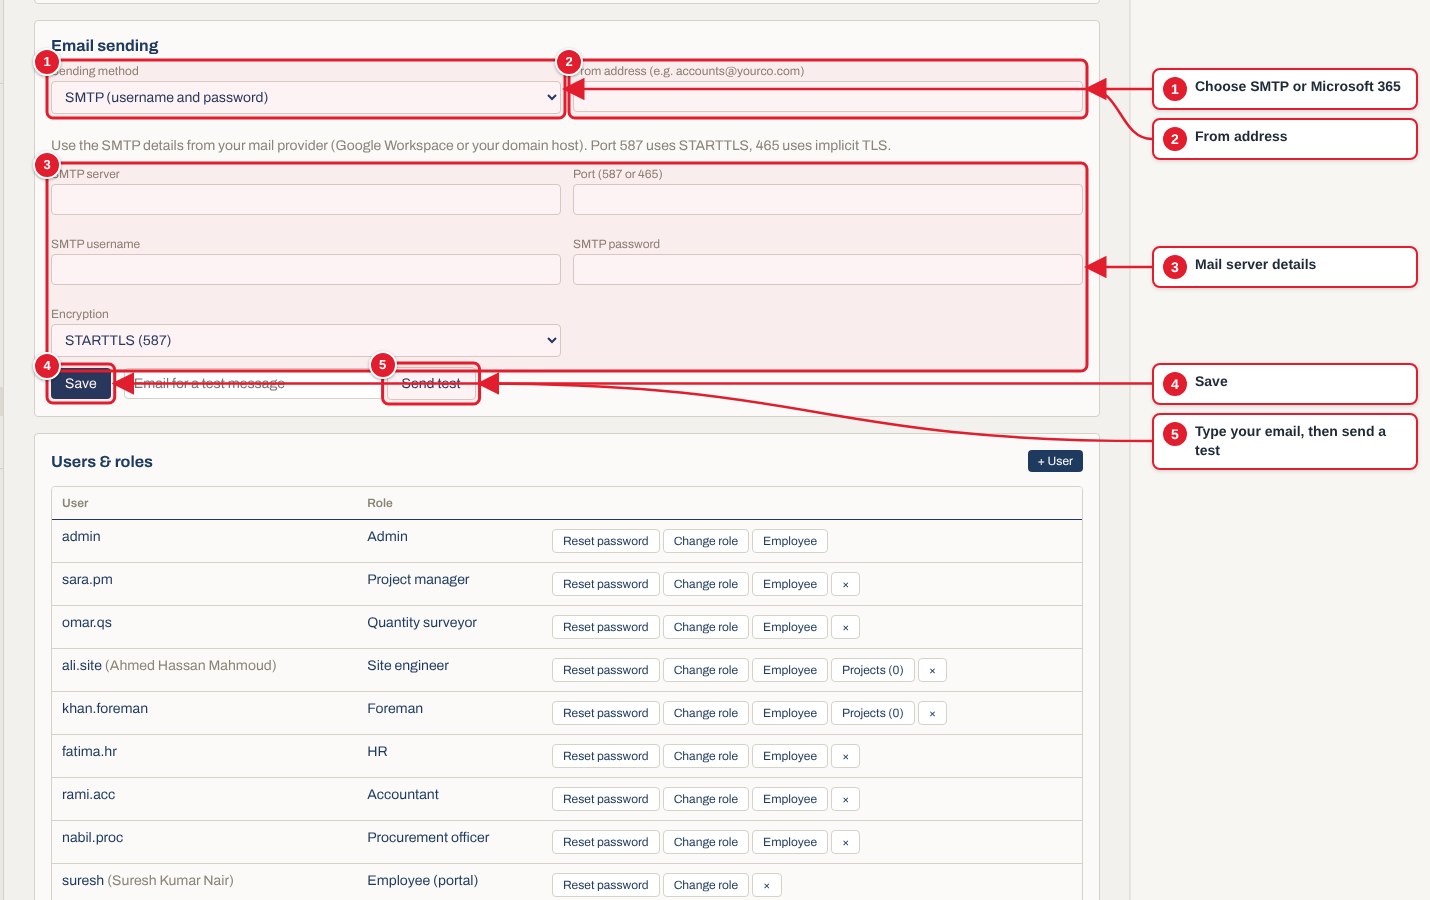 Email sending
1
2
Sending method
From address (e.g. accounts@yourco.com)
SMTP (username and password)
1 Choose SMTP or Microsoft 365
2 From address
Use the SMTP details from your mail provider (Google Workspace or your domain host). Port 587 uses STARTTLS, 465 uses implicit TLS.
3
SMTP server
Port (587 or 465)
SMTP username
SMTP password
3 Mail server details
Encryption
STARTTLS (587)
4
5
Save
Email for a test message
Send test
4 Save
5 Type your email, then send a
test
Users & roles
+ User
User Role
admin Admin Reset password Change role Employee
sara.pm Project manager Reset password Change role Employee ×
omar.qs Quantity surveyor Reset password Change role Employee ×
ali.site (Ahmed Hassan Mahmoud) Site engineer Reset password Change role Employee Projects (0) ×
khan.foreman Foreman Reset password Change role Employee Projects (0) ×
fatima.hr HR Reset password Change role Employee ×
rami.acc Accountant Reset password Change role Employee ×
nabil.proc Procurement officer Reset password Change role Employee ×
suresh (Suresh Kumar Nair) Employee (portal) Reset password Change role ×